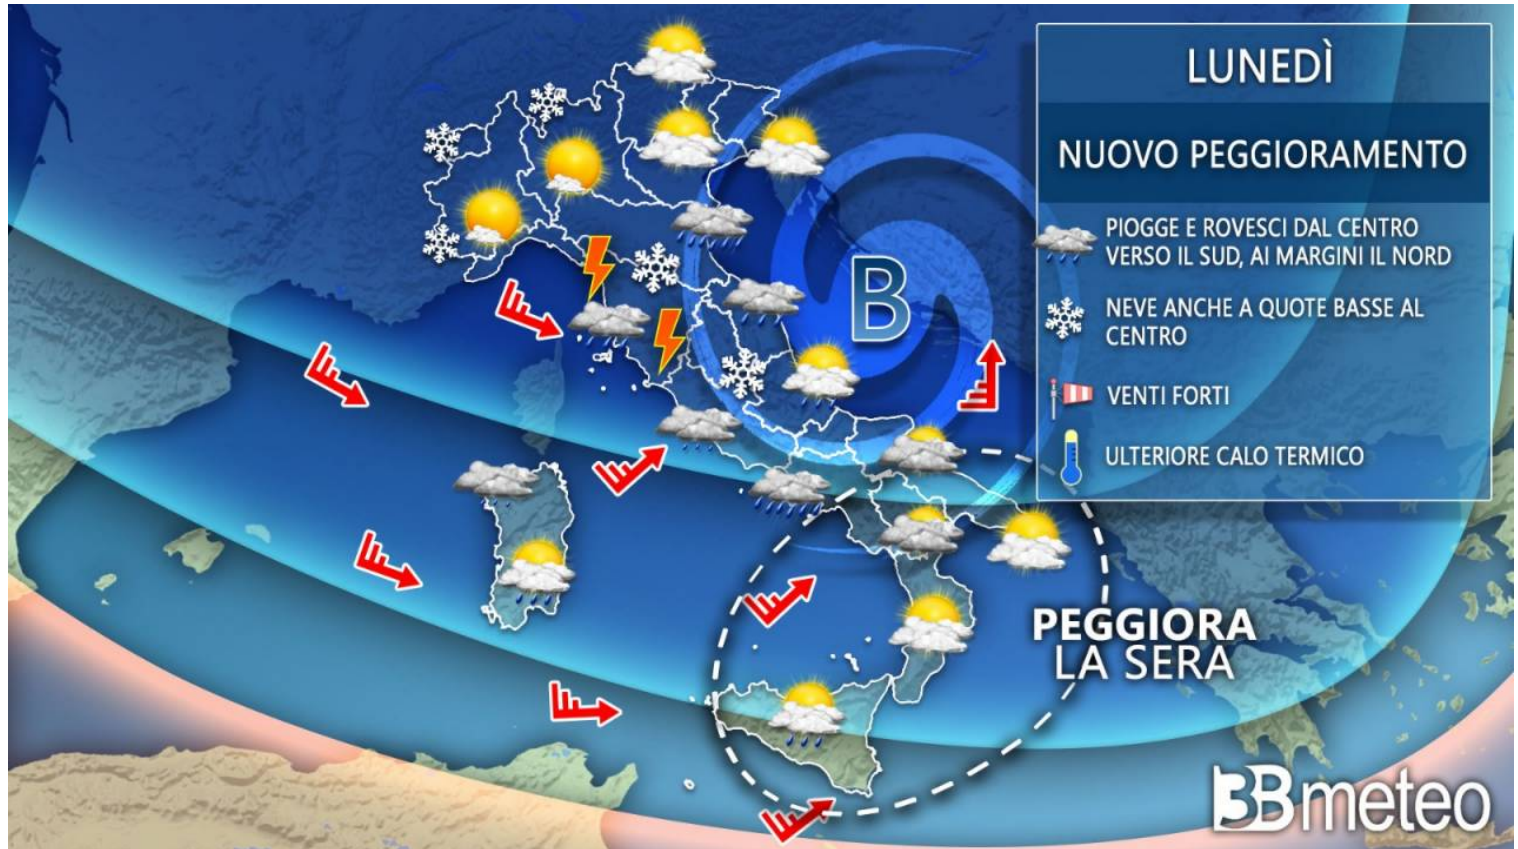 LUNEDÌ
NUOVO PEGGIORAMENTO
PIOGGE E ROVESCI DAL CENTRO
VERSO IL SUD, AI MARGINI IL NORD
NEVE ANCHE A QUOTE BASSE AL
CENTRO
VENTI FORTI
ULTERIORE CALO TERMICO
B
PEGGIORA
LA SERA
3Bmeteo